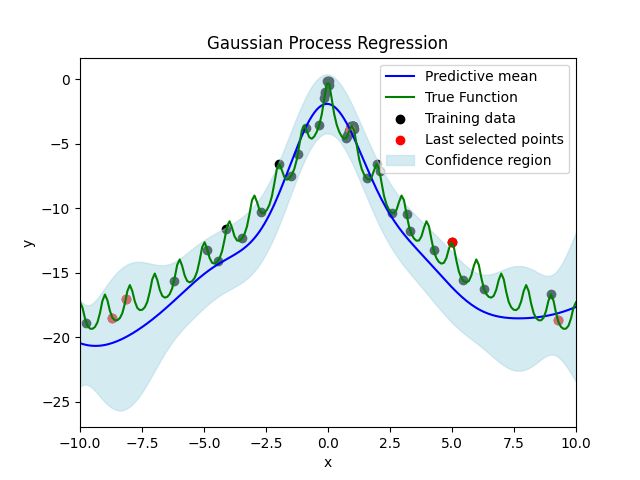 Gaussian Process Regression
Predictive mean
True Function
Training data
Last selected points
Confidence region
y
0
−5
−10
−15
−20
−25
−10.0 −7.5 −5.0 −2.5 0.0 2.5 5.0 7.5 10.0
x